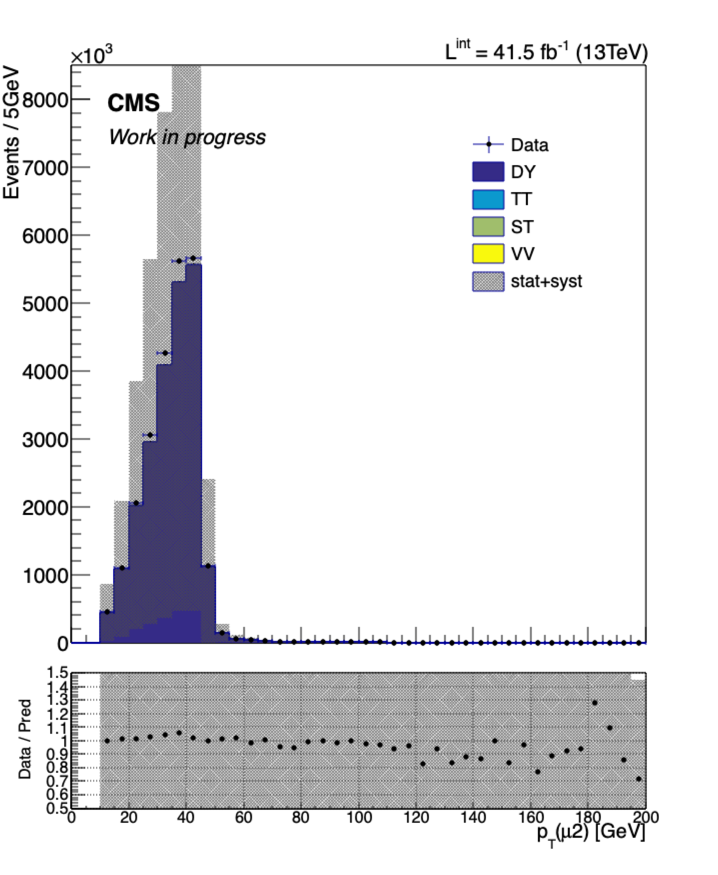 ×10³
L^int = 41.5 fb⁻¹ (13TeV)
Events / 5GeV
8000
7000
6000
5000
4000
3000
2000
1000
0
CMS
Work in progress
Data
DY
TT
ST
VV
stat+syst
Data / Pred
1.5
1.4
1.3
1.2
1.1
1
0.9
0.8
0.7
0.6
0.5
0 20 40 60 80 100 120 140 160 180 200
p_T(μ2) [GeV]